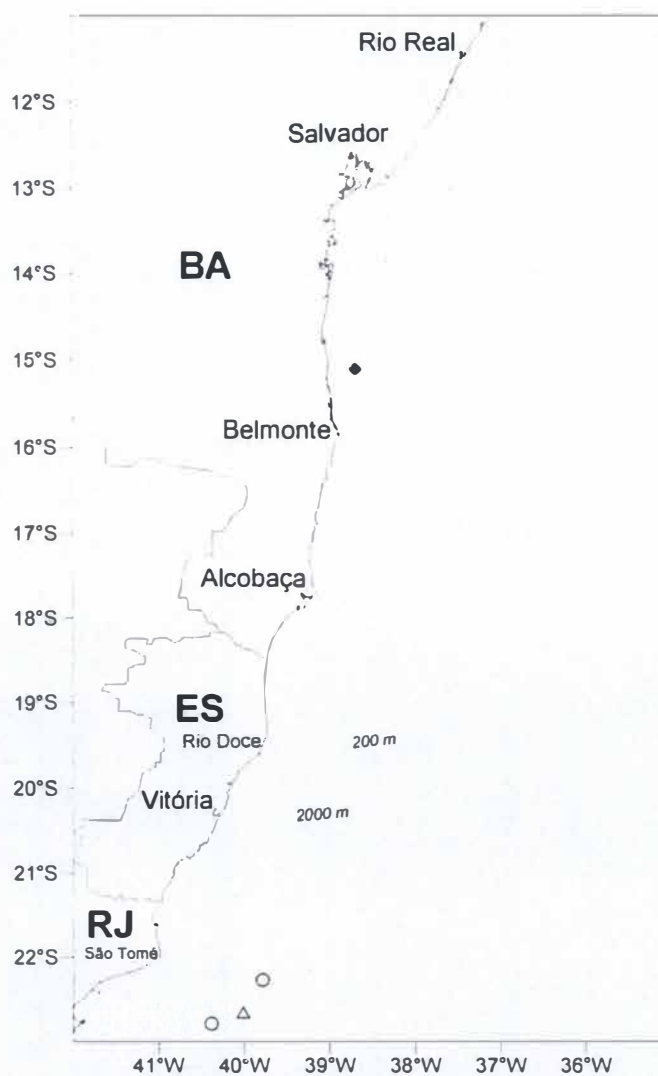 Rio Real
12°S
Salvador
13°S
BA
14°S
15°S
Belmonte
16°S
17°S
Alcobaça
18°S
19°S
ES
Rio Doce
200 m
20°S
Vitória
2000 m
21°S
RJ
São Tomé
22°S
41°W 40°W 39°W 38°W 37°W 36°W